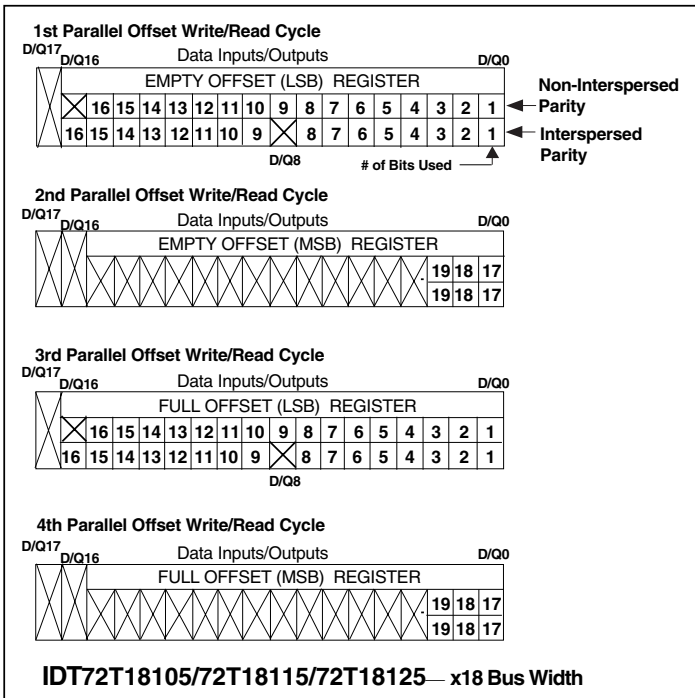 1st Parallel Offset Write/Read Cycle
D/Q17 D/Q16 Data Inputs/Outputs D/Q0
EMPTY OFFSET (LSB) REGISTER
16 15 14 13 12 11 10 9 8 7 6 5 4 3 2 1
Non-Interspersed Parity
16 15 14 13 12 11 10 9 8 7 6 5 4 3 2 1
Interspersed Parity
D/Q8
# of Bits Used
2nd Parallel Offset Write/Read Cycle
D/Q17 D/Q16 Data Inputs/Outputs D/Q0
EMPTY OFFSET (MSB) REGISTER
19 18 17
19 18 17
3rd Parallel Offset Write/Read Cycle
D/Q17 D/Q16 Data Inputs/Outputs D/Q0
FULL OFFSET (LSB) REGISTER
16 15 14 13 12 11 10 9 8 7 6 5 4 3 2 1
16 15 14 13 12 11 10 9 8 7 6 5 4 3 2 1
D/Q8
4th Parallel Offset Write/Read Cycle
D/Q17 D/Q16 Data Inputs/Outputs D/Q0
FULL OFFSET (MSB) REGISTER
19 18 17
19 18 17
IDT72T18105/72T18115/72T18125— x18 Bus Width